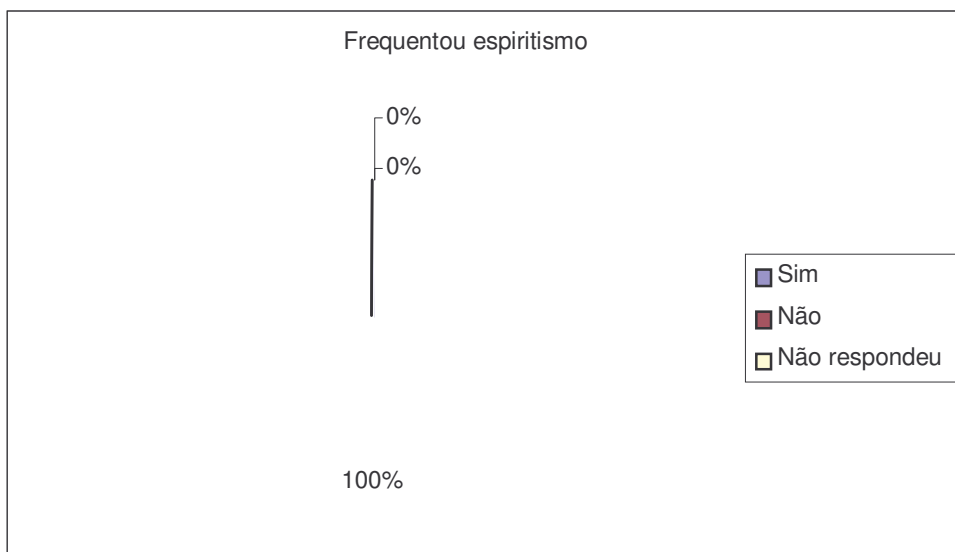 Frequentou espiritismo
0%
0%
Sim
Não
Não respondeu
100%